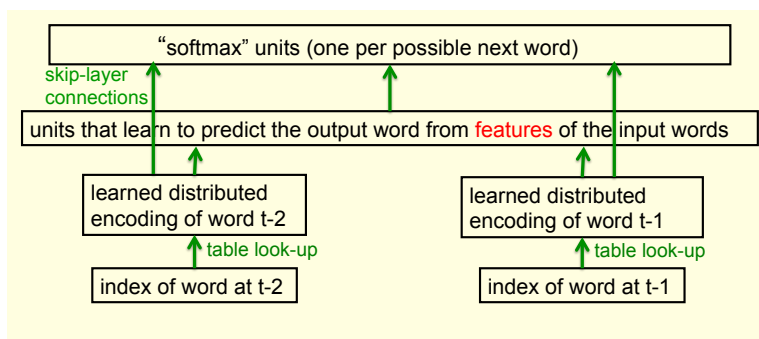 “softmax” units (one per possible next word)
skip-layer
connections
units that learn to predict the output word from features of the input words
learned distributed
encoding of word t-2
learned distributed
encoding of word t-1
table look-up
table look-up
index of word at t-2
index of word at t-1